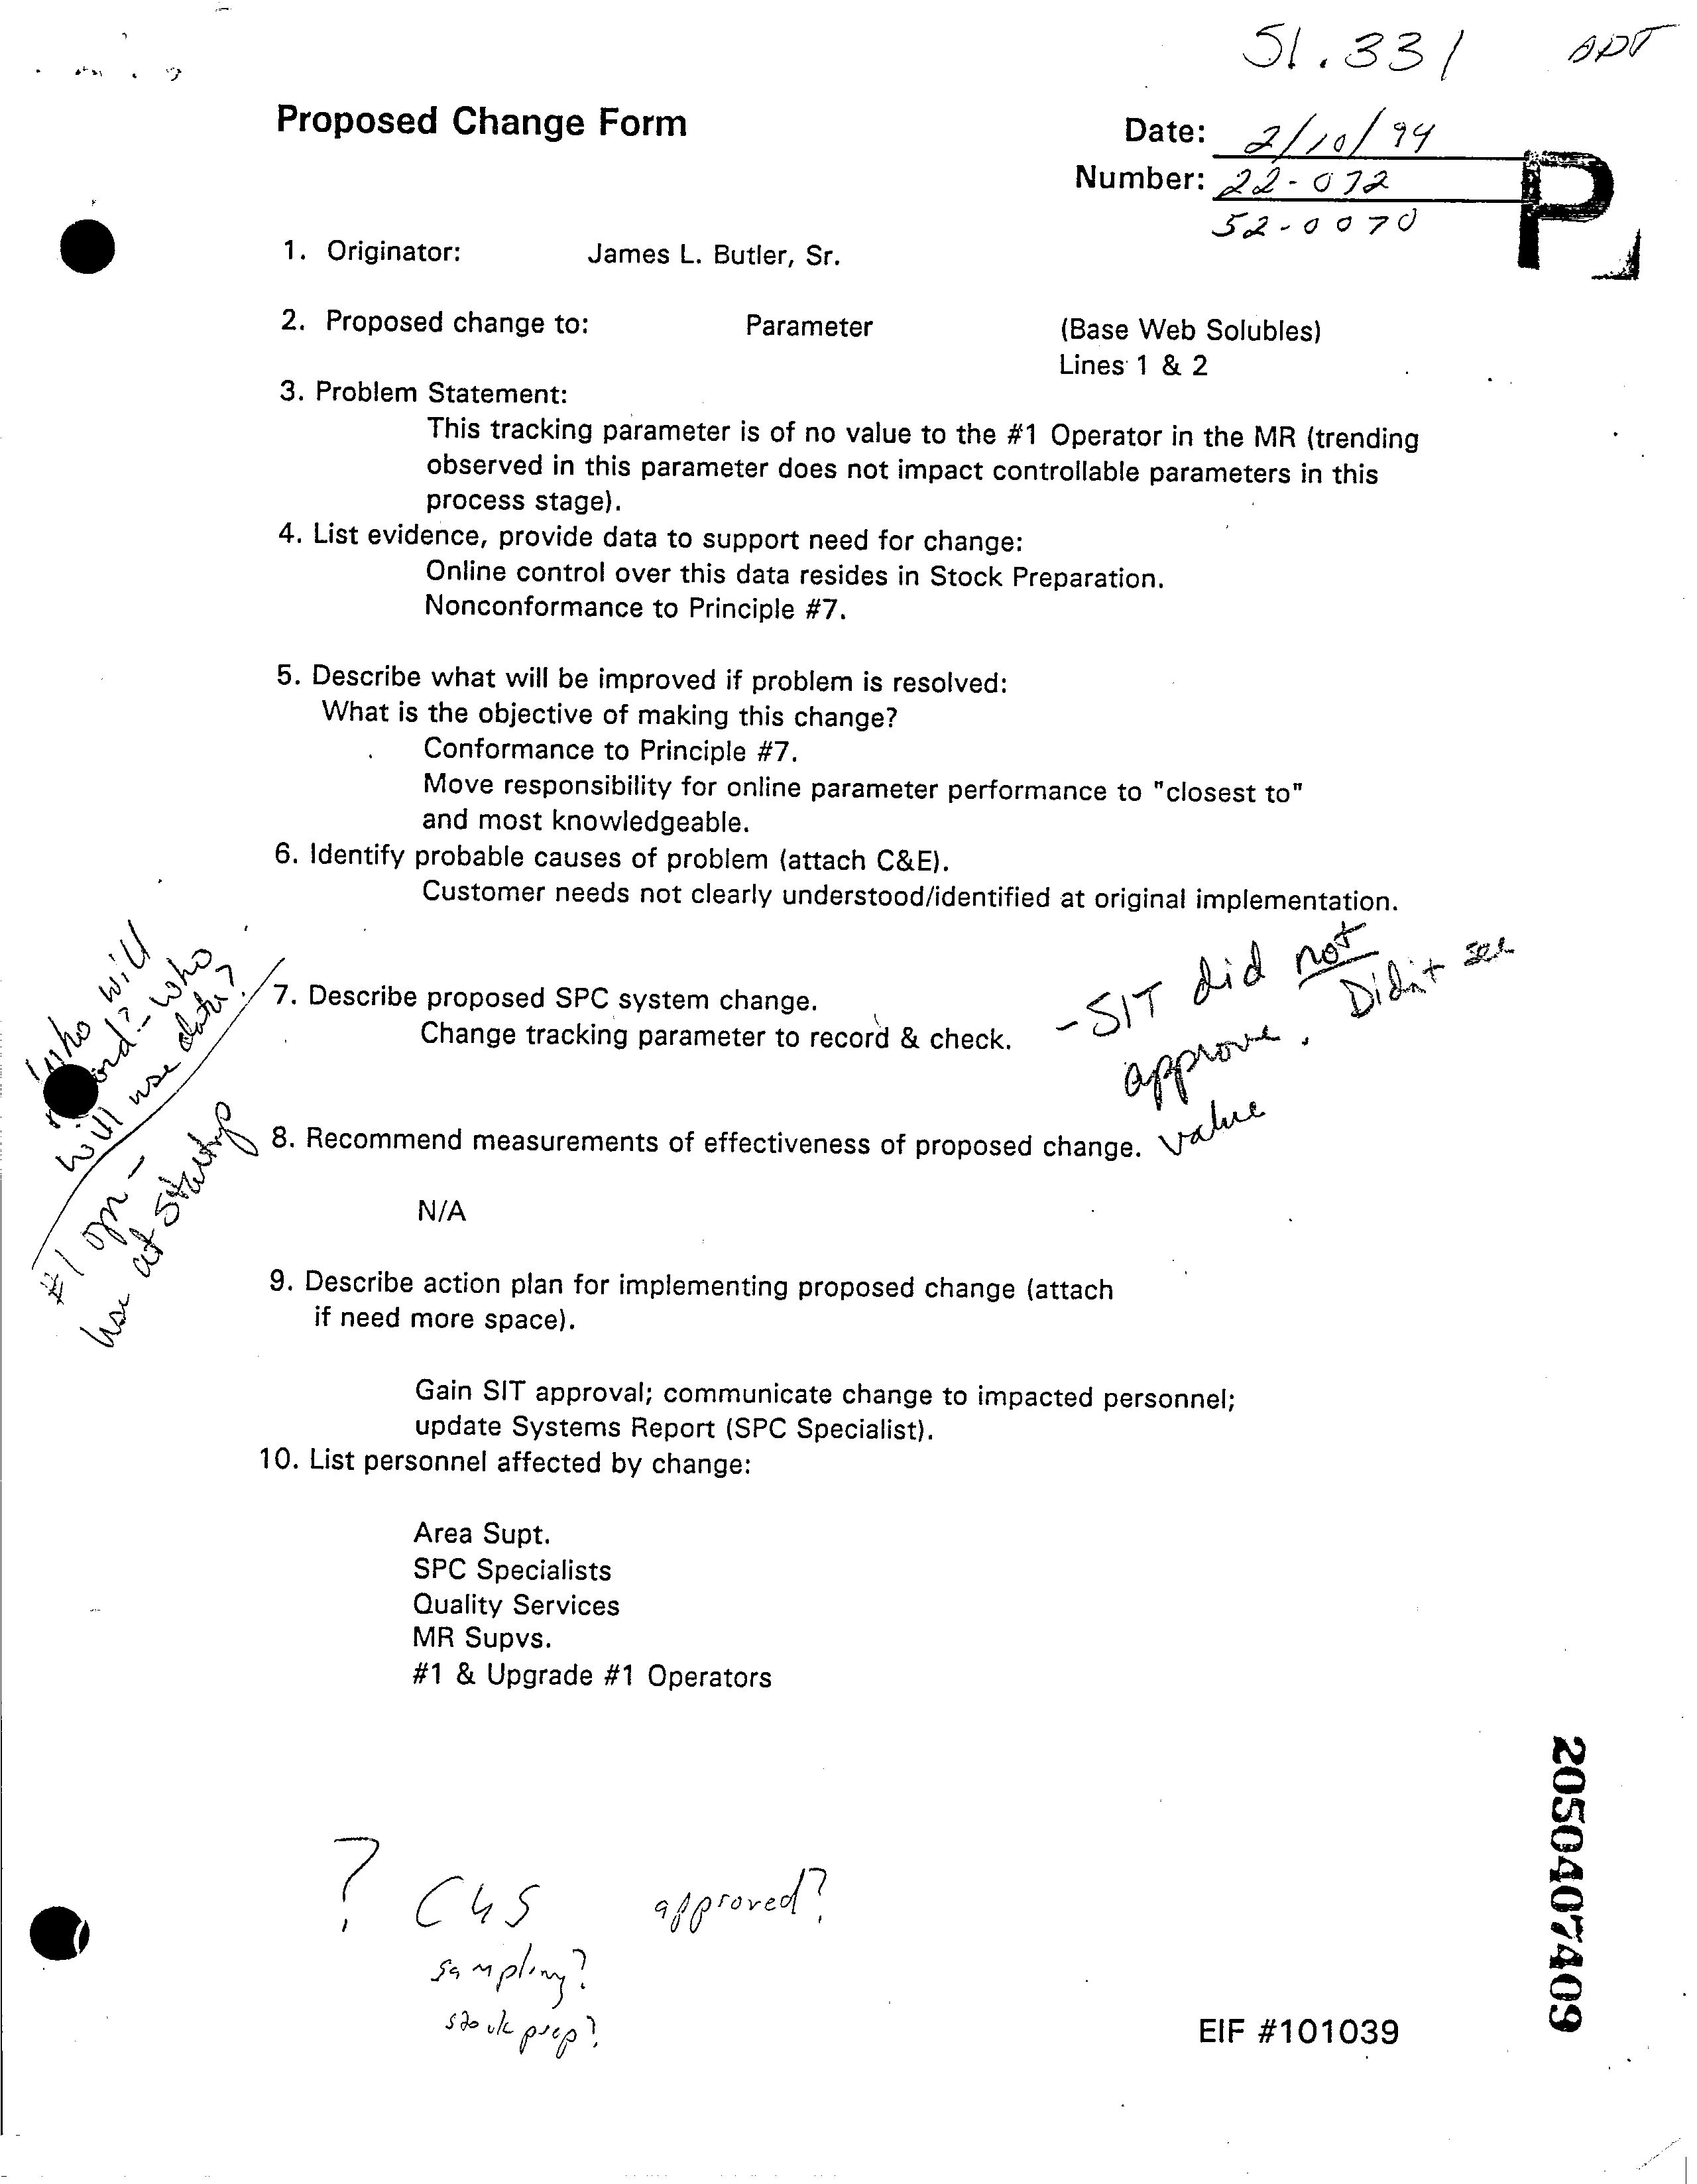 51.331 ADT
Proposed Change Form
Date: 2/10/94
Number: 22-072
52-0070
P
1. Originator: James L. Butler, Sr.
2. Proposed change to: Parameter (Base Web Solubles)
Lines 1 & 2
3. Problem Statement:
This tracking parameter is of no value to the #1 Operator in the MR (trending
observed in this parameter does not impact controllable parameters in this
process stage).
4. List evidence, provide data to support need for change:
Online control over this data resides in Stock Preparation.
Nonconformance to Principle #7.
5. Describe what will be improved if problem is resolved:
What is the objective of making this change?
Conformance to Principle #7.
Move responsibility for online parameter performance to "closest to"
and most knowledgeable.
6. Identify probable causes of problem (attach C&E).
Customer needs not clearly understood/identified at original implementation.
Who will
who
will use data?
#1 opr -
use at startup
7. Describe proposed SPC system change.
Change tracking parameter to record & check.
- SIT did not
approve. Didn't see
value
8. Recommend measurements of effectiveness of proposed change.
N/A
9. Describe action plan for implementing proposed change (attach
if need more space).
Gain SIT approval; communicate change to impacted personnel;
update Systems Report (SPC Specialist).
10. List personnel affected by change:
Area Supt.
SPC Specialists
Quality Services
MR Supvs.
#1 & Upgrade #1 Operators
? C4S approved?
sampling?
stock prep?
EIF #101039
2050407409